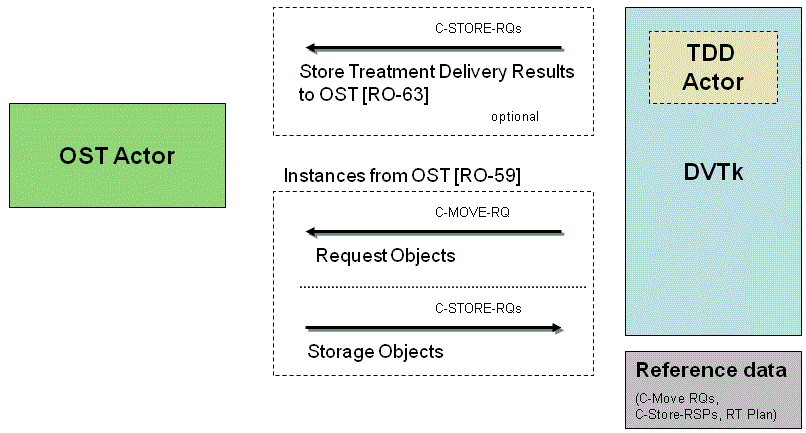 C-STORE-RQs
Store Treatment Delivery Results
to OST [RO-63]
optional
TDD
Actor
OST Actor
DVTk
Instances from OST [RO-59]
C-MOVE-RQ
Request Objects
C-STORE-RQs
Storage Objects
Reference data
(C-Move RQs,
C-Store-RSPs, RT Plan)